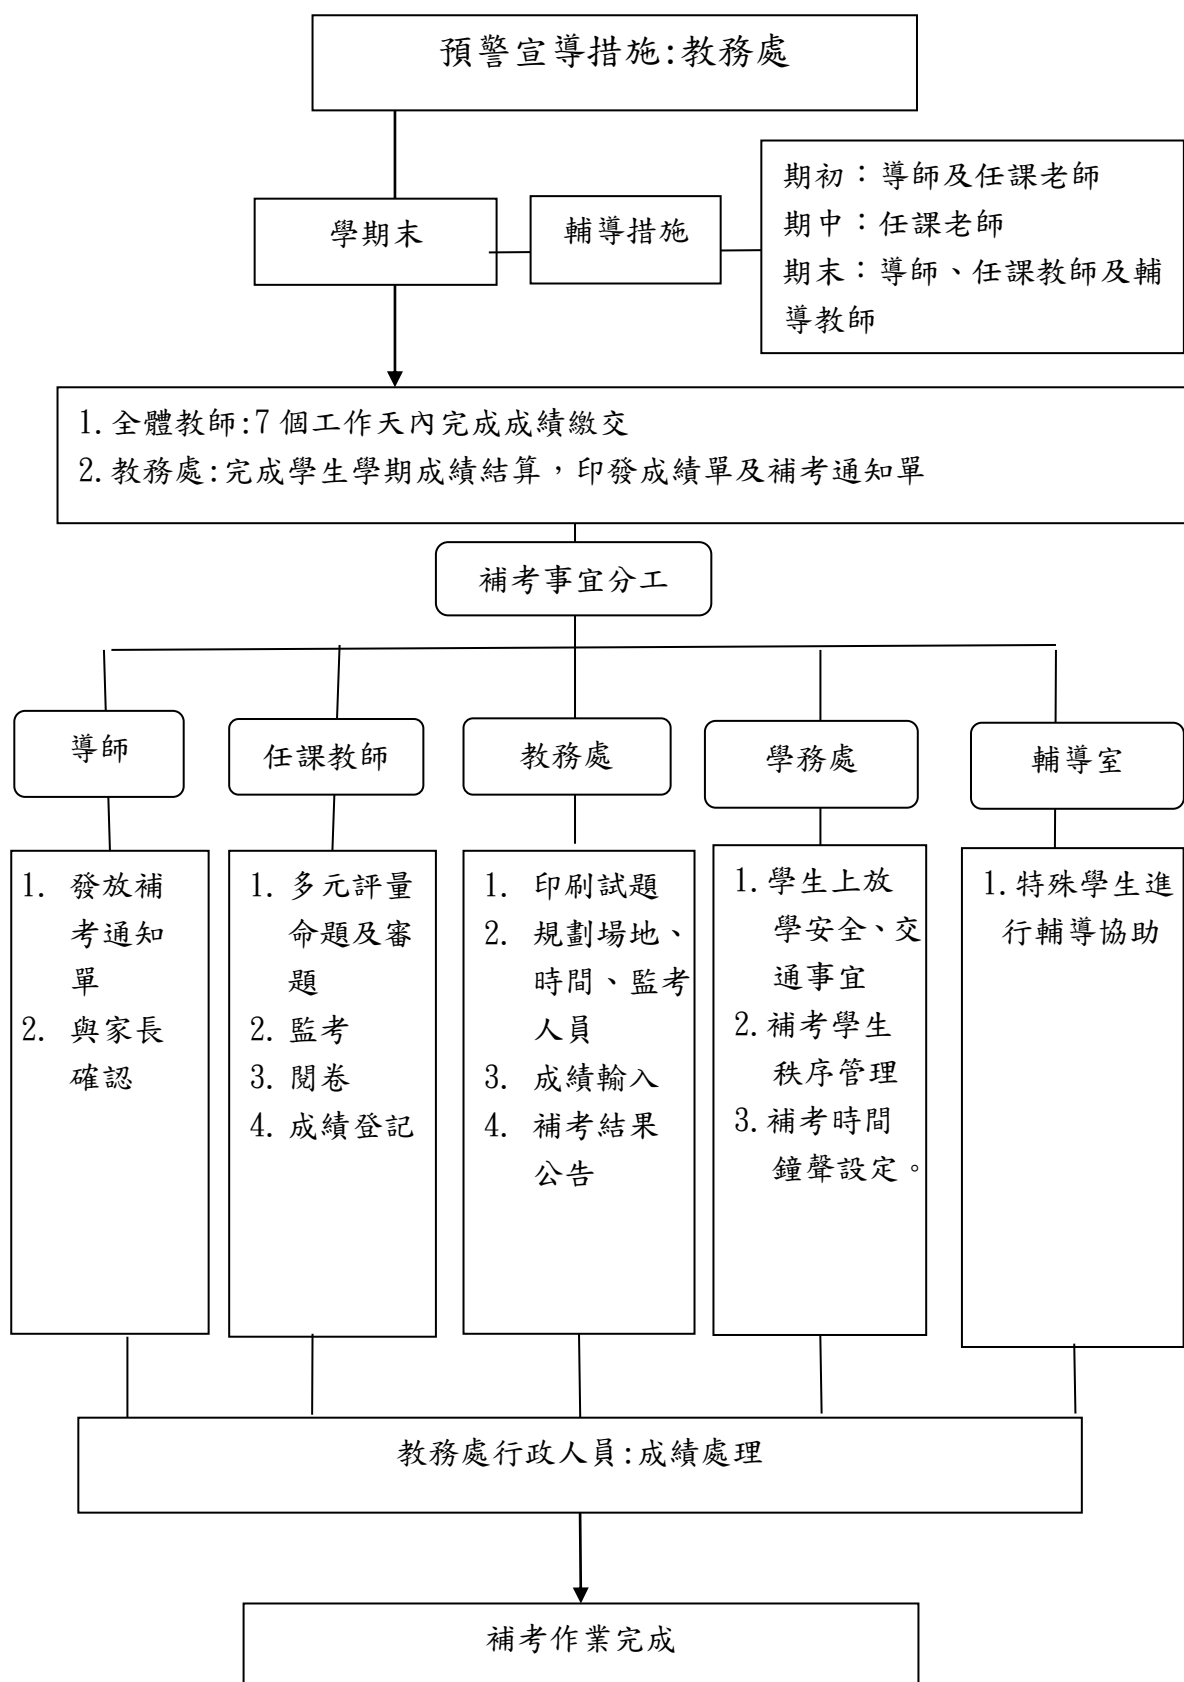 預警宣導措施:教務處
學期末
輔導措施
期初：導師及任課老師
期中：任課老師
期末：導師、任課教師及輔
導教師
1. 全體教師:7 個工作天內完成成績繳交
2. 教務處:完成學生學期成績結算，印發成績單及補考通知單
補考事宜分工
導師
任課教師
教務處
學務處
輔導室
1. 發放補
考通知
單
2. 與家長
確認
1. 多元評量
命題及審
題
2. 監考
3. 閱卷
4. 成績登記
1. 印刷試題
2. 規劃場地、
時間、監考
人員
3. 成績輸入
4. 補考結果
公告
1. 學生上放
學安全、交
通事宜
2. 補考學生
秩序管理
3. 補考時間
鐘聲設定。
1. 特殊學生進
行輔導協助
教務處行政人員:成績處理
補考作業完成